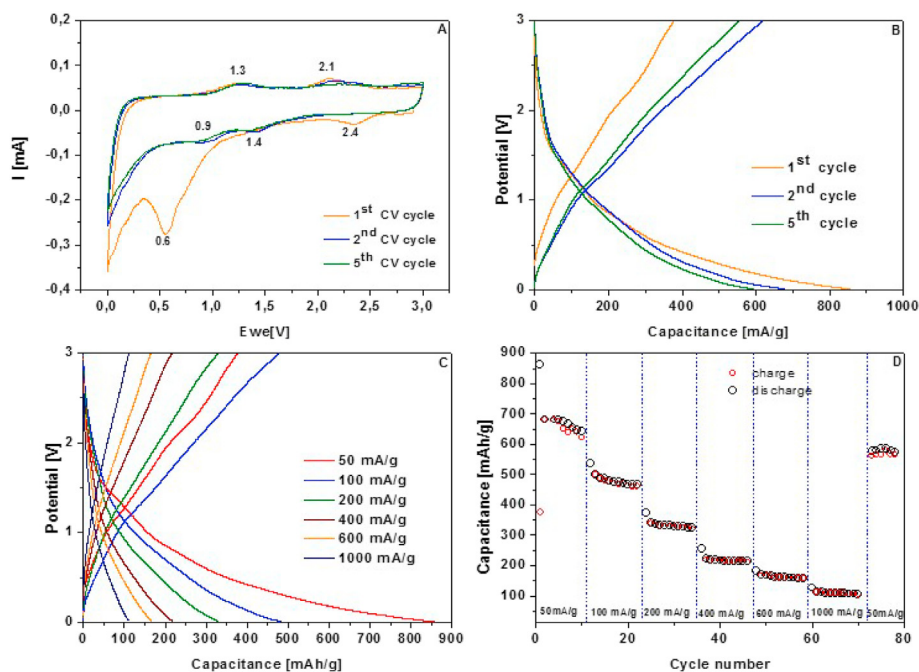 A
0,2
0,1
0,0
-0,1
-0,2
-0,3
-0,4
I [mA]
1.3
2.1
0.9
1.4
2.4
0.6
1st CV cycle
2nd CV cycle
5th CV cycle
0,0 0,5 1,0 1,5 2,0 2,5 3,0
Ewe[V]
B
3
2
1
0
Potential [V]
1st cycle
2nd cycle
5th cycle
0 200 400 600 800 1000
Capacitance [mA/g]
C
3
2
1
0
Potential [V]
50 mA/g
100 mA/g
200 mA/g
400 mA/g
600 mA/g
1000 mA/g
0 100 200 300 400 500 600 700 800 900
Capacitance [mAh/g]
D
900
800
700
600
500
400
300
200
100
Capacitance [mAh/g]
charge
discharge
50mA/g 100 mA/g 200 mA/g 400 mA/g 600 mA/g 1000 mA/g 50mA/g
0 20 40 60 80
Cycle number